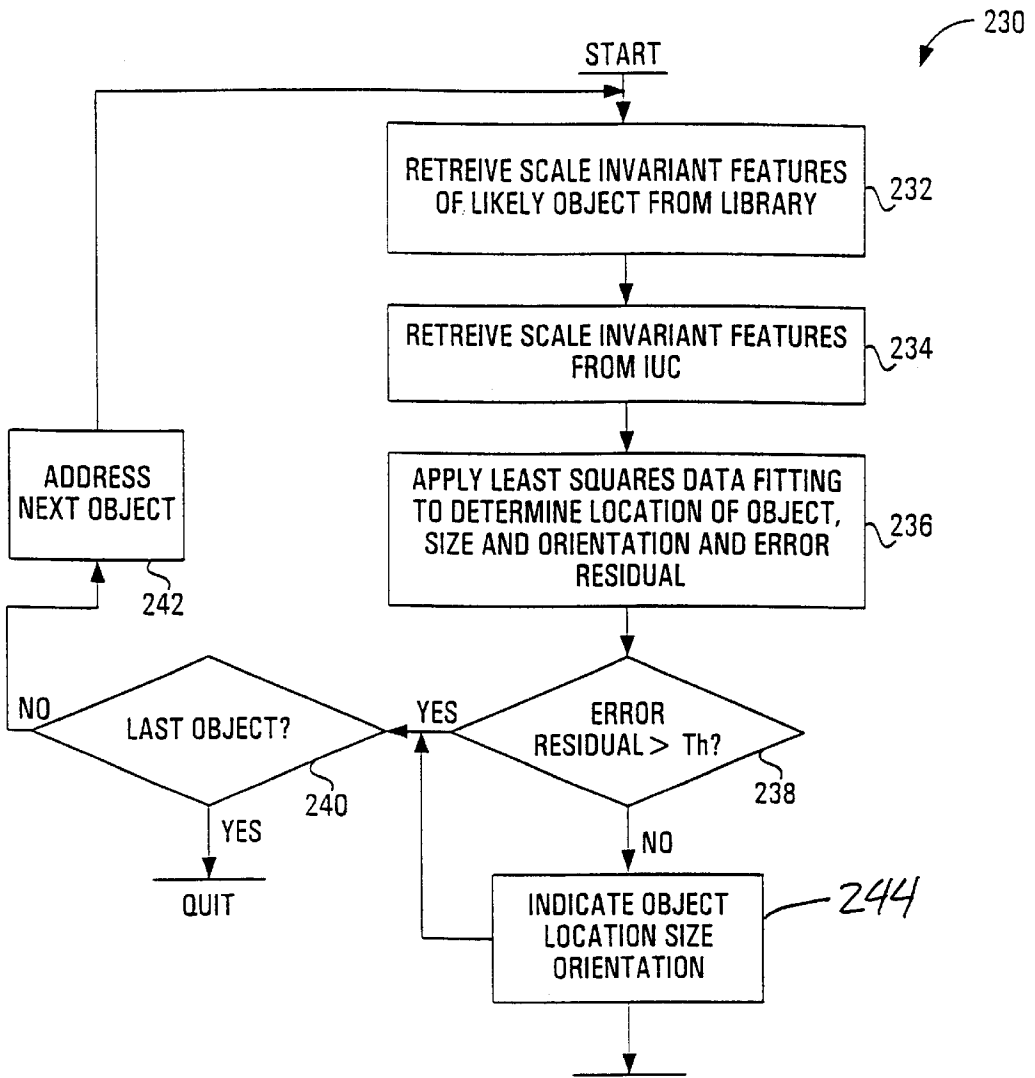 230
START
RETREIVE SCALE INVARIANT FEATURES
OF LIKELY OBJECT FROM LIBRARY
232
RETREIVE SCALE INVARIANT FEATURES
FROM IUC
234
ADDRESS
NEXT OBJECT
242
APPLY LEAST SQUARES DATA FITTING
TO DETERMINE LOCATION OF OBJECT,
SIZE AND ORIENTATION AND ERROR
RESIDUAL
236
NO
LAST OBJECT?
240
YES
ERROR
RESIDUAL > Th?
238
YES
QUIT
NO
INDICATE OBJECT
LOCATION SIZE
ORIENTATION
244